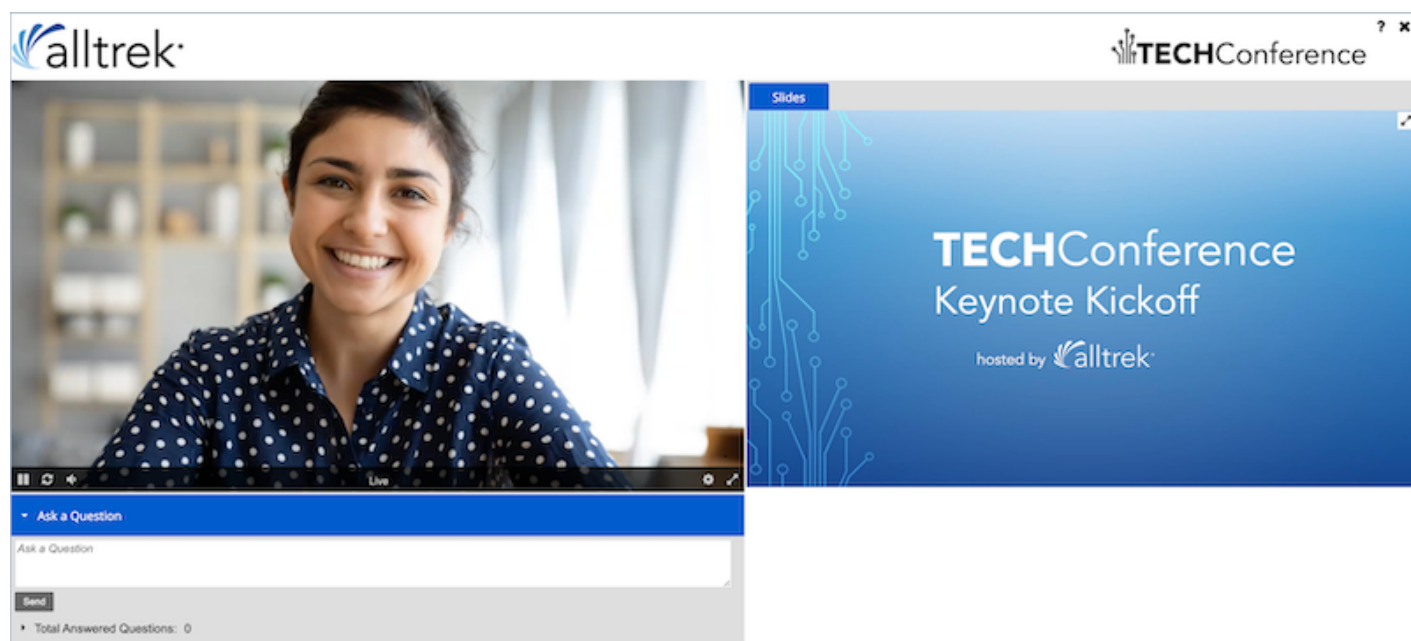 alltrek
TECHConference
?
Slides
TECHConference
Keynote Kickoff
hosted by alltrek
Live
Ask a Question
Ask a Question
Send
Total Answered Questions: 0